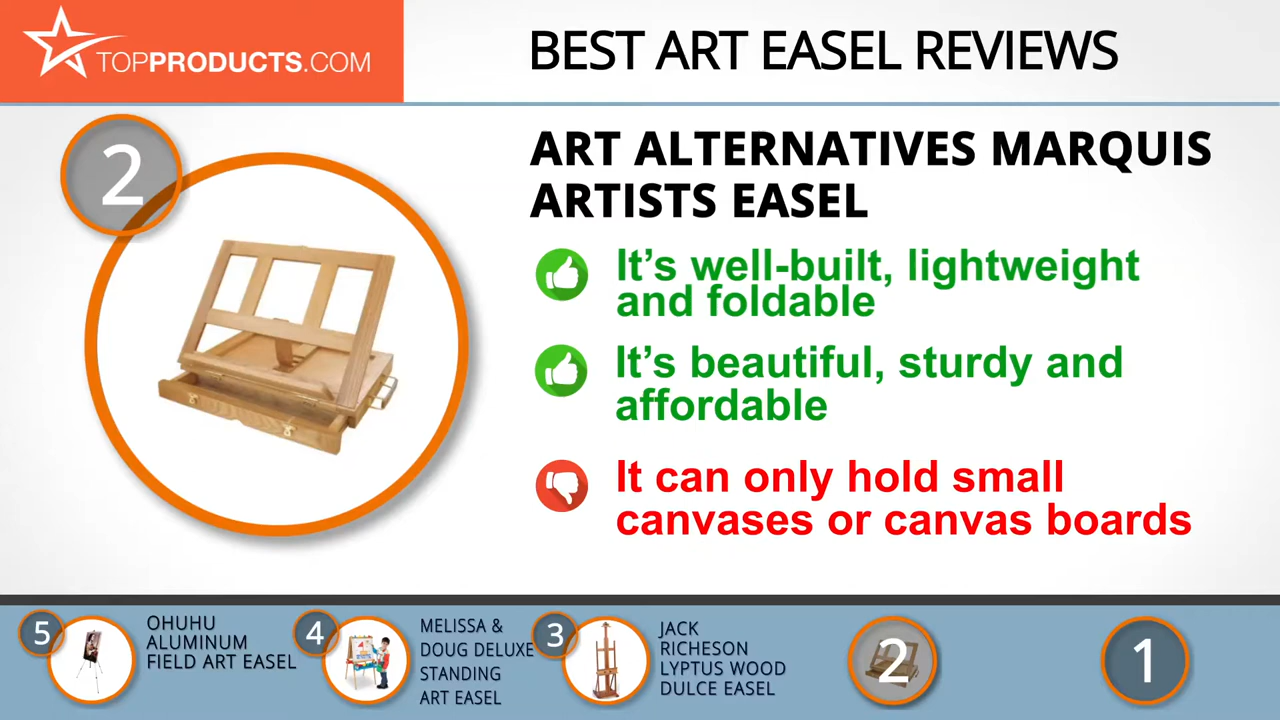 TOPPRODUCTS.COM
BEST ART EASEL REVIEWS
2
ART ALTERNATIVES MARQUIS
ARTISTS EASEL
It's well-built, lightweight
and foldable
It's beautiful, sturdy and
affordable
It can only hold small
canvases or canvas boards
5
OHUHU
ALUMINUM
FIELD ART EASEL
4
MELISSA &
DOUG DELUXE
STANDING
ART EASEL
3
JACK
RICHESON
LYPTUS WOOD
DULCE EASEL
2
1